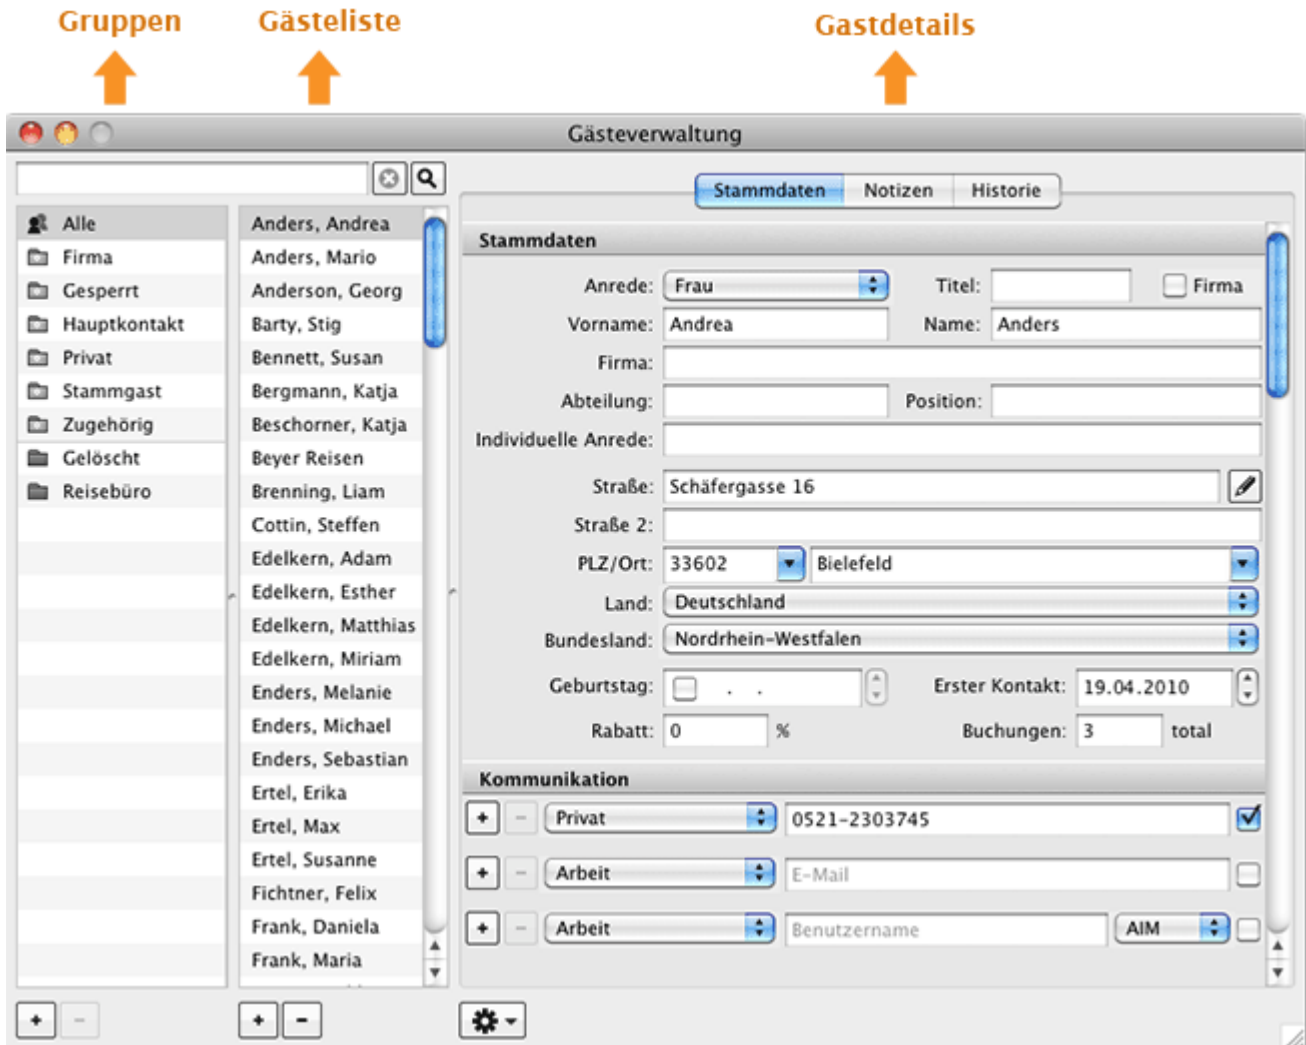 Gruppen Gästeliste Gastdetails
Gästeverwaltung
Stammdaten Notizen Historie
Alle
Firma
Gesperrt
Hauptkontakt
Privat
Stammgast
Zugehörig
Gelöscht
Reisebüro
Anders, Andrea
Anders, Mario
Anderson, Georg
Barty, Stig
Bennett, Susan
Bergmann, Katja
Beschorner, Katja
Beyer Reisen
Brenning, Liam
Cottin, Steffen
Edelkern, Adam
Edelkern, Esther
Edelkern, Matthias
Edelkern, Miriam
Enders, Melanie
Enders, Michael
Enders, Sebastian
Ertel, Erika
Ertel, Max
Ertel, Susanne
Fichtner, Felix
Frank, Daniela
Frank, Maria
Stammdaten
Anrede: Frau Titel: Firma
Vorname: Andrea Name: Anders
Firma:
Abteilung: Position:
Individuelle Anrede:
Straße: Schäfergasse 16
Straße 2:
PLZ/Ort: 33602 Bielefeld
Land: Deutschland
Bundesland: Nordrhein-Westfalen
Geburtstag: . . Erster Kontakt: 19.04.2010
Rabatt: 0 % Buchungen: 3 total
Kommunikation
+ - Privat 0521-2303745
+ - Arbeit E-Mail
+ - Arbeit Benutzername AIM
+ - + -